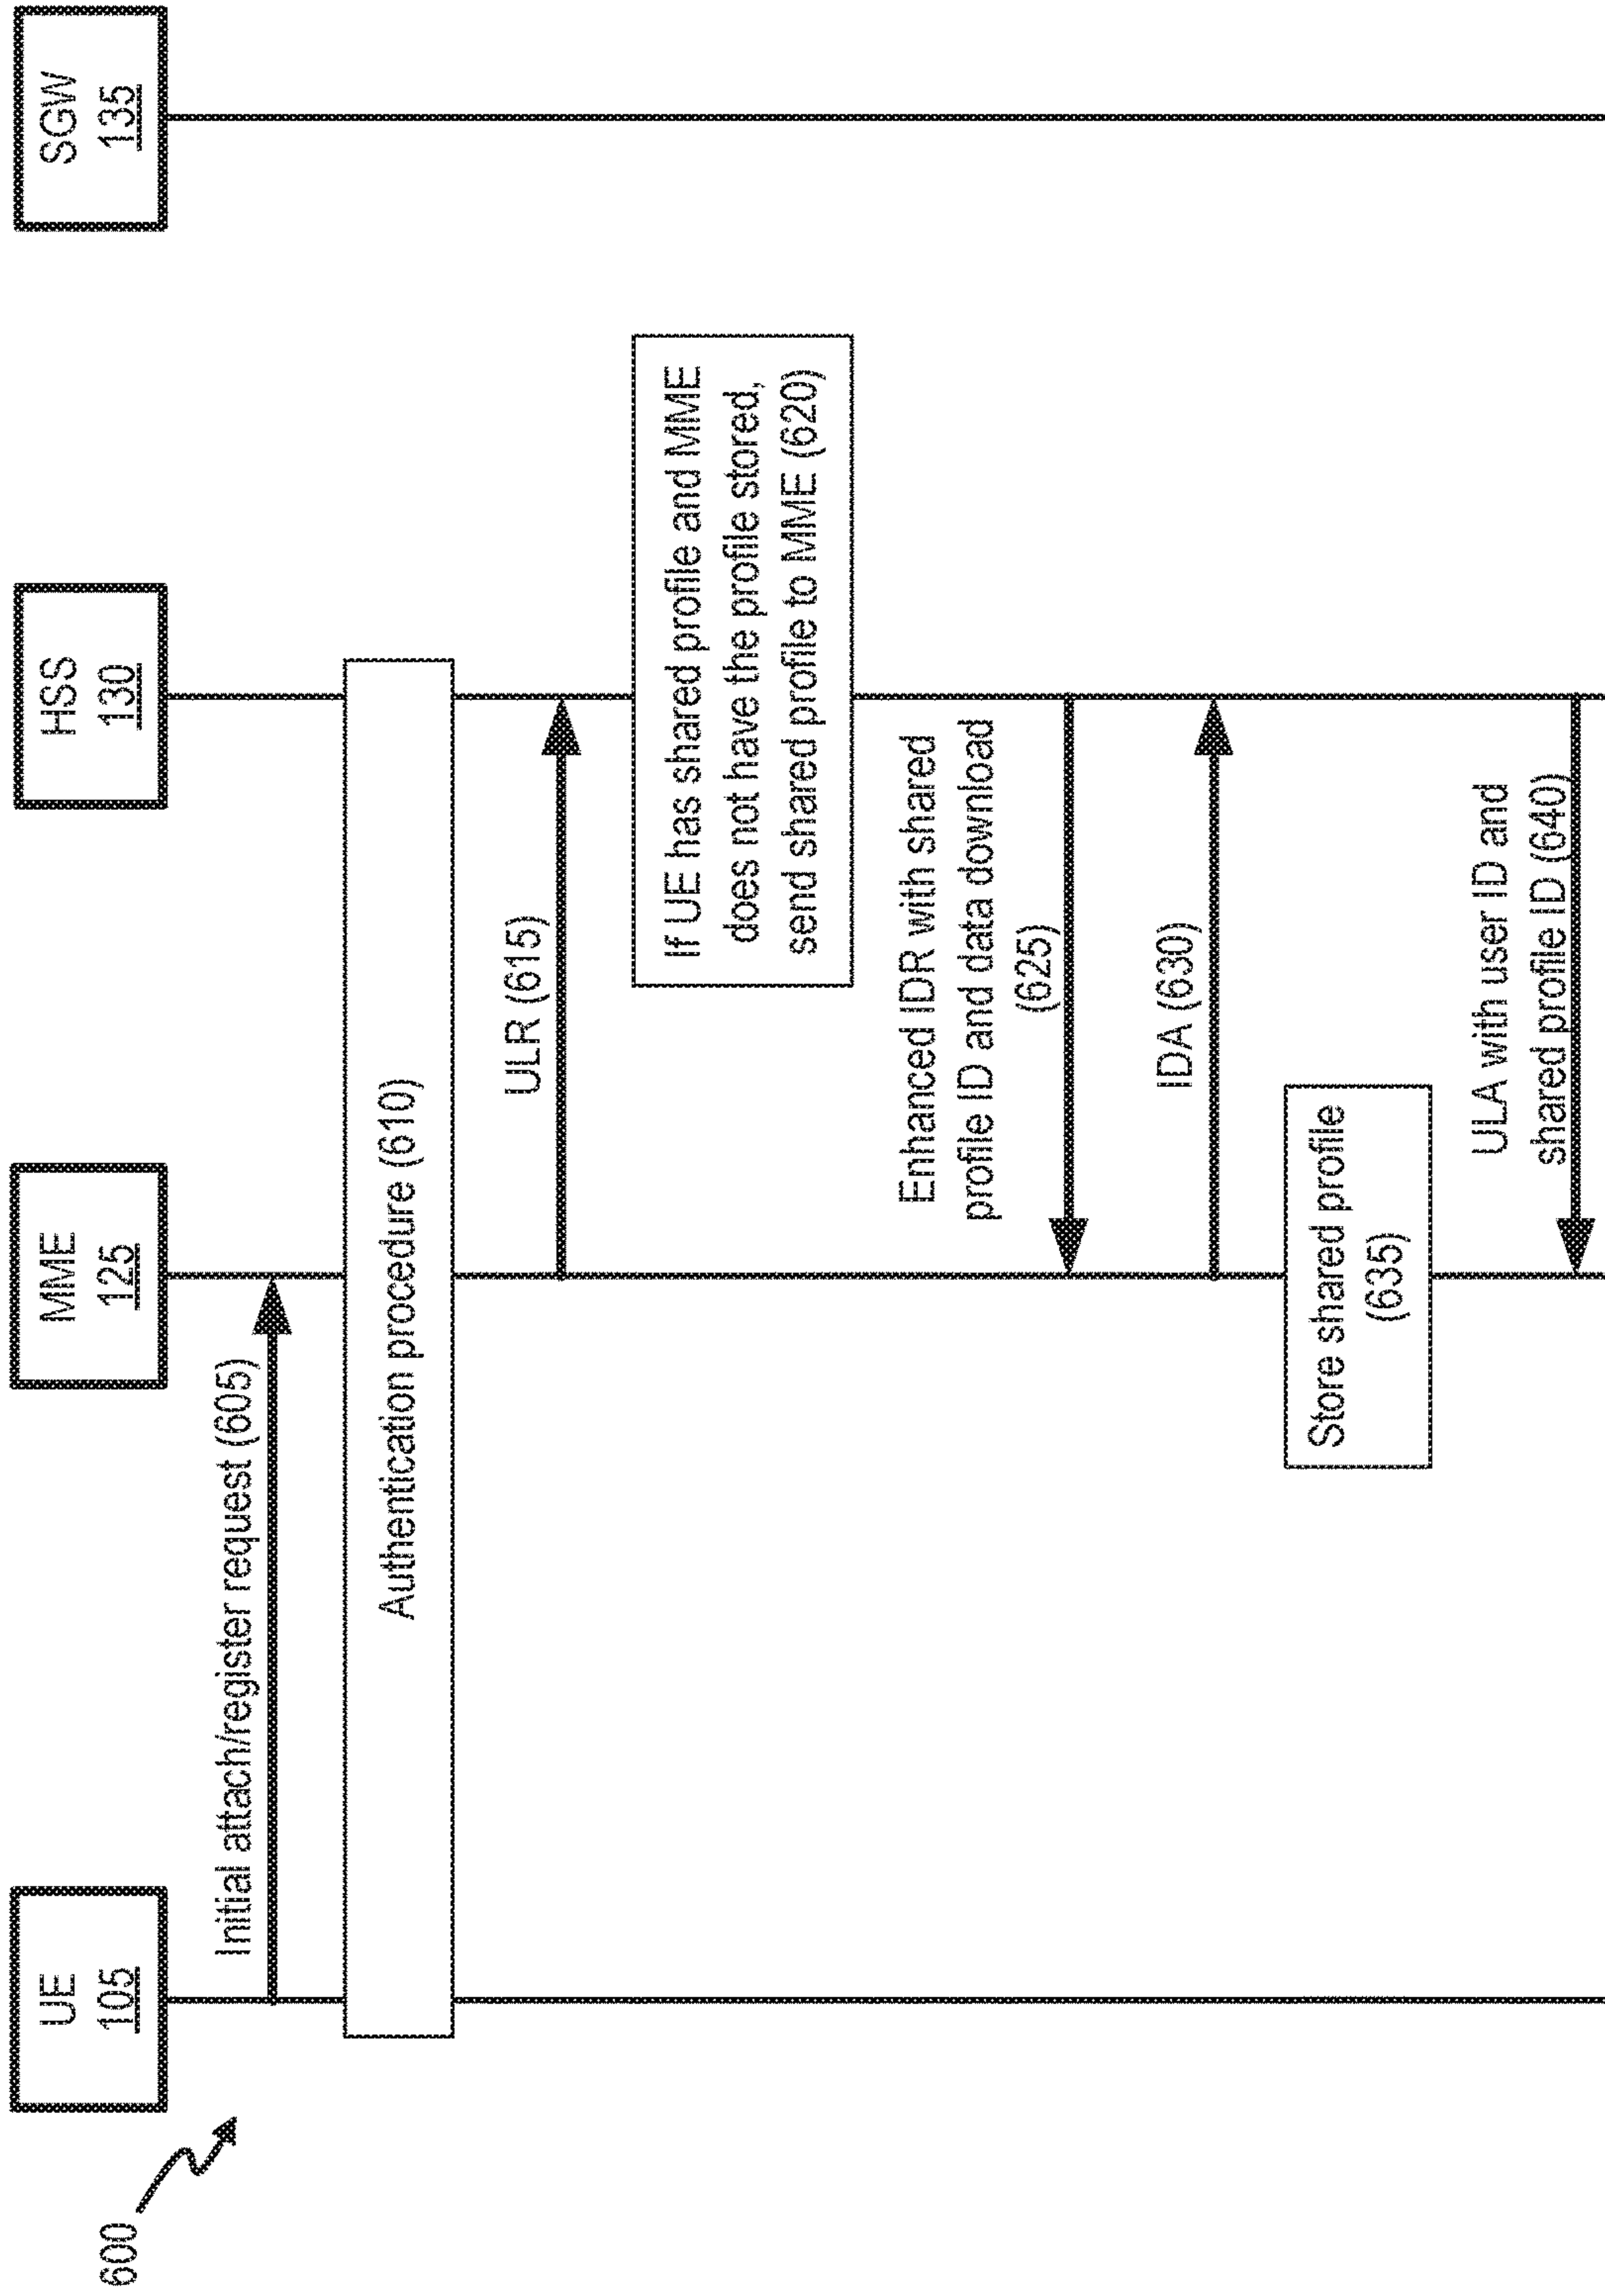 600
UE
105
MME
125
HSS
130
SGW
135
Initial attach/register request (605)
Authentication procedure (610)
ULR (615)
If UE has shared profile and MME
does not have the profile stored,
send shared profile to MME (620)
Enhanced IDR with shared
profile ID and data download
(625)
IDA (630)
Store shared profile
(635)
ULA with user ID and
shared profile ID (640)